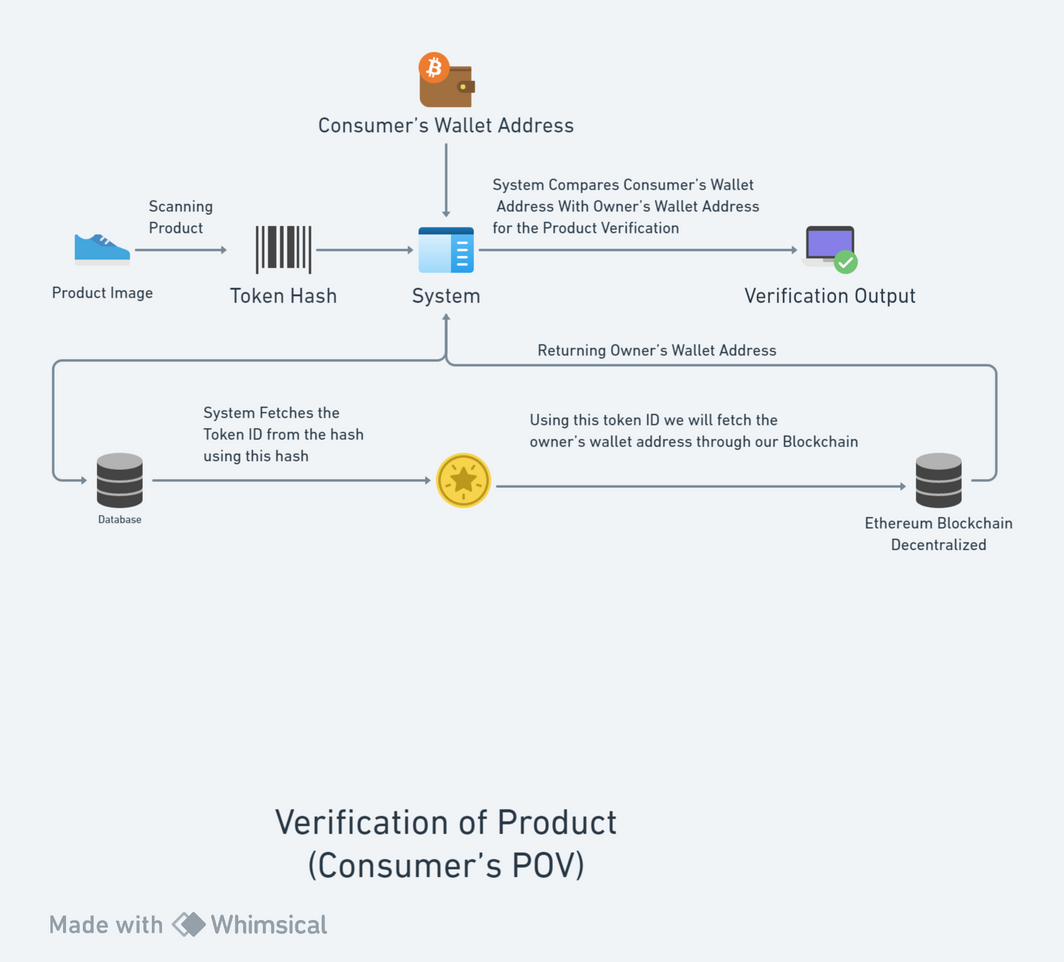 Consumer's Wallet Address
System Compares Consumer's Wallet
Address With Owner's Wallet Address
for the Product Verification
Scanning
Product
Product Image
Token Hash
System
Verification Output
Returning Owner's Wallet Address
System Fetches the
Token ID from the hash
using this hash
Using this token ID we will fetch the
owner's wallet address through our Blockchain
Database
Ethereum Blockchain
Decentralized
Verification of Product
(Consumer's POV)
Made with Whimsical